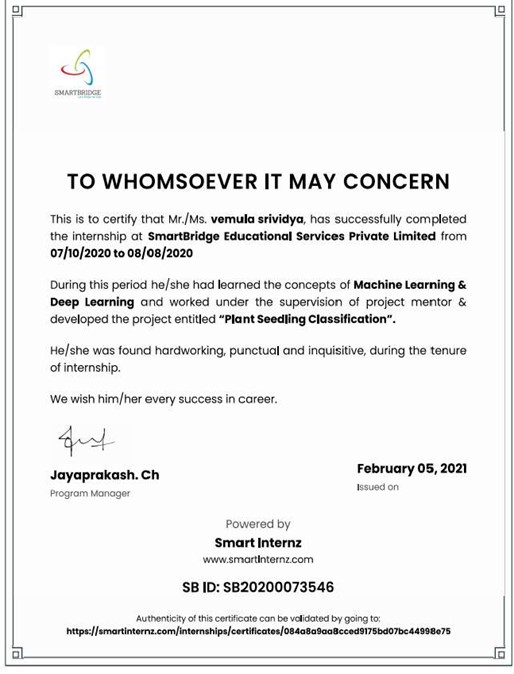 SMARTBRIDGE
TO WHOMSOEVER IT MAY CONCERN
This is to certify that Mr./Ms. vemula srividya, has successfully completed
the internship at SmartBridge Educational Services Private Limited from
07/10/2020 to 08/08/2020
During this period he/she had learned the concepts of Machine Learning &
Deep Learning and worked under the supervision of project mentor &
developed the project entitled "Plant Seedling Classification".
He/she was found hardworking, punctual and inquisitive, during the tenure
of internship.
We wish him/her every success in career.
Jayaprakash. Ch
Program Manager
February 05, 2021
Issued on
Powered by
Smart Internz
www.smartinternz.com
SB ID: SB20200073546
Authenticity of this certificate can be validated by going to:
https://smartinternz.com/internships/certificates/084a8a9aa8cced9175bd07bc44998e75